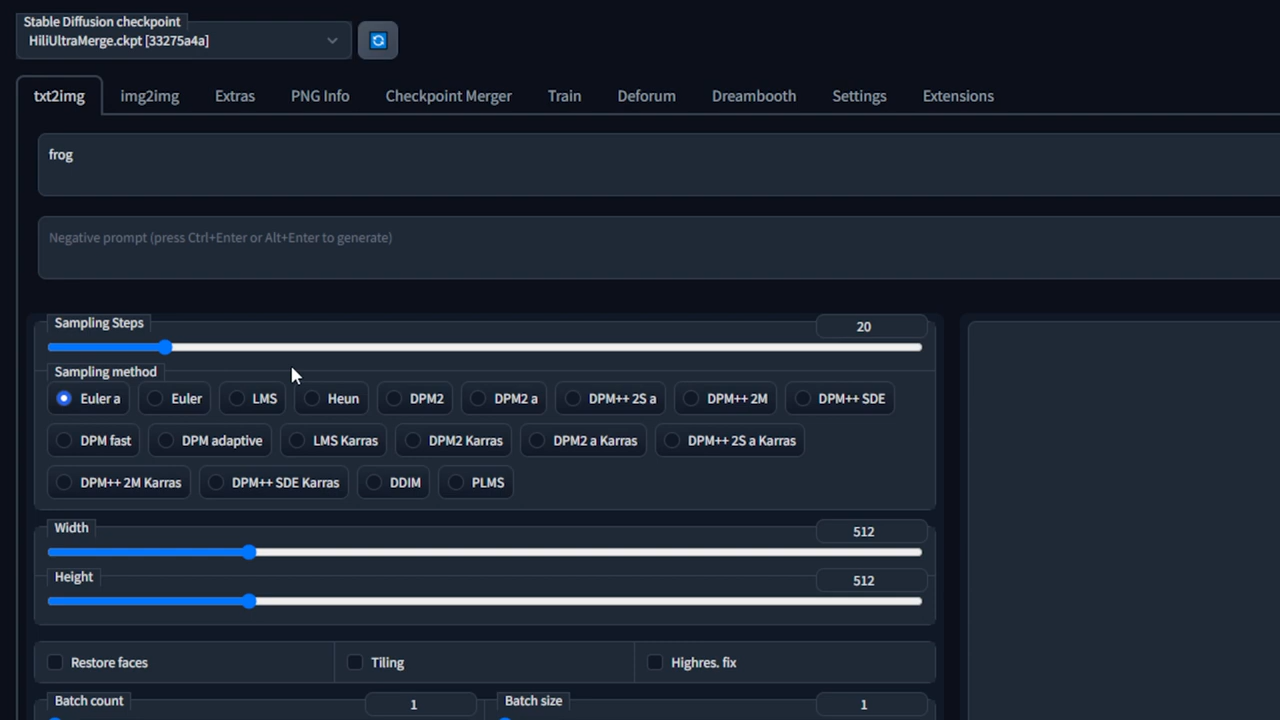 Stable Diffusion checkpoint
HiliUltraMerge.ckpt [33275a4a]
txt2img img2img Extras PNG Info Checkpoint Merger Train Deforum Dreambooth Settings Extensions
frog
Negative prompt (press Ctrl+Enter or Alt+Enter to generate)
Sampling Steps 20
Sampling method
Euler a Euler LMS Heun DPM2 DPM2 a DPM++ 2S a DPM++ 2M DPM++ SDE
DPM fast DPM adaptive LMS Karras DPM2 Karras DPM2 a Karras DPM++ 2S a Karras
DPM++ 2M Karras DPM++ SDE Karras DDIM PLMS
Width 512
Height 512
Restore faces Tiling Highres. fix
Batch count 1 Batch size 1